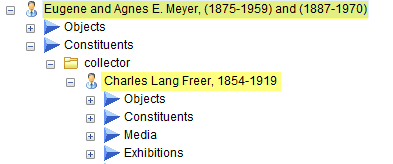 Eugene and Agnes E. Meyer, (1875-1959) and (1887-1970)
Objects
Constituents
collector
Charles Lang Freer, 1854-1919
Objects
Constituents
Media
Exhibitions